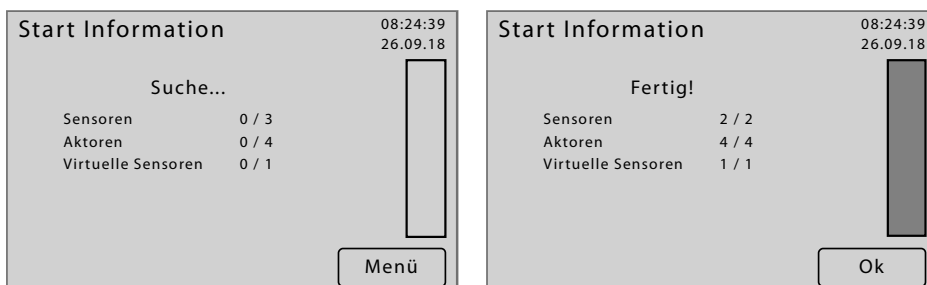 Start Information
08:24:39
26.09.18
Suche...
Sensoren 0 / 3
Aktoren 0 / 4
Virtuelle Sensoren 0 / 1
Menü
Start Information
08:24:39
26.09.18
Fertig!
Sensoren 2 / 2
Aktoren 4 / 4
Virtuelle Sensoren 1 / 1
Ok